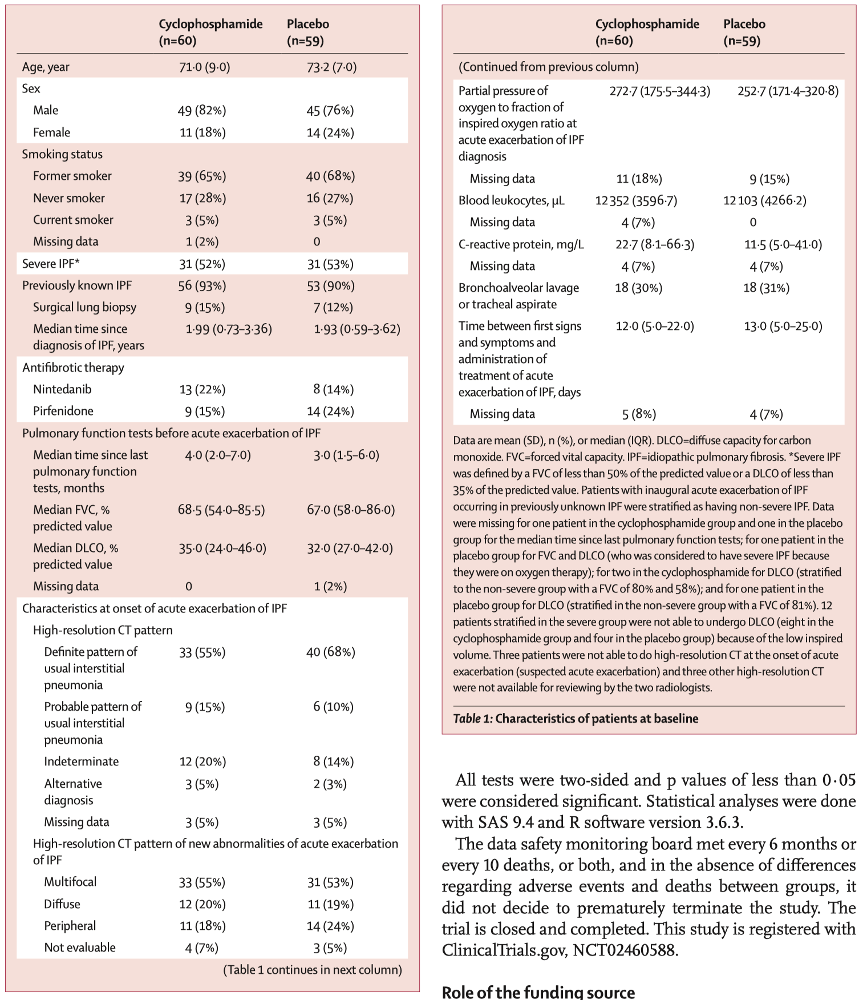 Cyclophosphamide (n=60) Placebo (n=59)
Age, year 71·0 (9·0) 73·2 (7·0)
Sex
Male 49 (82%) 45 (76%)
Female 11 (18%) 14 (24%)
Smoking status
Former smoker 39 (65%) 40 (68%)
Never smoker 17 (28%) 16 (27%)
Current smoker 3 (5%) 3 (5%)
Missing data 1 (2%) 0
Severe IPF* 31 (52%) 31 (53%)
Previously known IPF 56 (93%) 53 (90%)
Surgical lung biopsy 9 (15%) 7 (12%)
Median time since 1·99 (0·73–3·36) 1·93 (0·59–3·62)
diagnosis of IPF, years
Antifibrotic therapy
Nintedanib 13 (22%) 8 (14%)
Pirfenidone 9 (15%) 14 (24%)
Pulmonary function tests before acute exacerbation of IPF
Median time since last 4·0 (2·0–7·0) 3·0 (1·5–6·0)
pulmonary function
tests, months
Median FVC, % 68·5 (54·0–85·5) 67·0 (58·0–86·0)
predicted value
Median DLCO, % 35·0 (24·0–46·0) 32·0 (27·0–42·0)
predicted value
Missing data 0 1 (2%)
Characteristics at onset of acute exacerbation of IPF
High-resolution CT pattern
Definite pattern of 33 (55%) 40 (68%)
usual interstitial
pneumonia
Probable pattern of 9 (15%) 6 (10%)
usual interstitial
pneumonia
Indeterminate 12 (20%) 8 (14%)
Alternative 3 (5%) 2 (3%)
diagnosis
Missing data 3 (5%) 3 (5%)
High-resolution CT pattern of new abnormalities of acute exacerbation
of IPF
Multifocal 33 (55%) 31 (53%)
Diffuse 12 (20%) 11 (19%)
Peripheral 11 (18%) 14 (24%)
Not evaluable 4 (7%) 3 (5%)
(Table 1 continues in next column)
Cyclophosphamide (n=60) Placebo (n=59)
(Continued from previous column)
Partial pressure of 272·7 (175·5–344·3) 252·7 (171·4–320·8)
oxygen to fraction of
inspired oxygen ratio at
acute exacerbation of IPF
diagnosis
Missing data 11 (18%) 9 (15%)
Blood leukocytes, µL 12 352 (3596·7) 12 103 (4266·2)
Missing data 4 (7%) 0
C-reactive protein, mg/L 22·7 (8·1–66·3) 11·5 (5·0–41·0)
Missing data 4 (7%) 4 (7%)
Bronchoalveolar lavage 18 (30%) 18 (31%)
or tracheal aspirate
Time between first signs 12·0 (5·0–22·0) 13·0 (5·0–25·0)
and symptoms and
administration of
treatment of acute
exacerbation of IPF, days
Missing data 5 (8%) 4 (7%)
Data are mean (SD), n (%), or median (IQR). DLCO=diffuse capacity for carbon
monoxide. FVC=forced vital capacity. IPF=idiopathic pulmonary fibrosis. *Severe IPF
was defined by a FVC of less than 50% of the predicted value or a DLCO of less than
35% of the predicted value. Patients with inaugural acute exacerbation of IPF
occurring in previously unknown IPF were stratified as having non-severe IPF. Data
were missing for one patient in the cyclophosphamide group and one in the placebo
group for the median time since last pulmonary function tests; for one patient in the
placebo group for FVC and DLCO (who was considered to have severe IPF because
they were on oxygen therapy); for two in the cyclophosphamide for DLCO (stratified
to the non-severe group with a FVC of 80% and 58%); and for one patient in the
placebo group for DLCO (stratified in the non-severe group with a FVC of 81%). 12
patients stratified in the severe group were not able to undergo DLCO (eight in the
cyclophosphamide group and four in the placebo group) because of the low inspired
volume. Three patients were not able to do high-resolution CT at the onset of acute
exacerbation (suspected acute exacerbation) and three other high-resolution CT
were not available for reviewing by the two radiologists.
Table 1: Characteristics of patients at baseline
All tests were two-sided and p values of less than 0·05
were considered significant. Statistical analyses were done
with SAS 9.4 and R software version 3.6.3.
The data safety monitoring board met every 6 months or
every 10 deaths, or both, and in the absence of differences
regarding adverse events and deaths between groups, it
did not decide to prematurely terminate the study. The
trial is closed and completed. This study is registered with
ClinicalTrials.gov, NCT02460588.
Role of the funding source